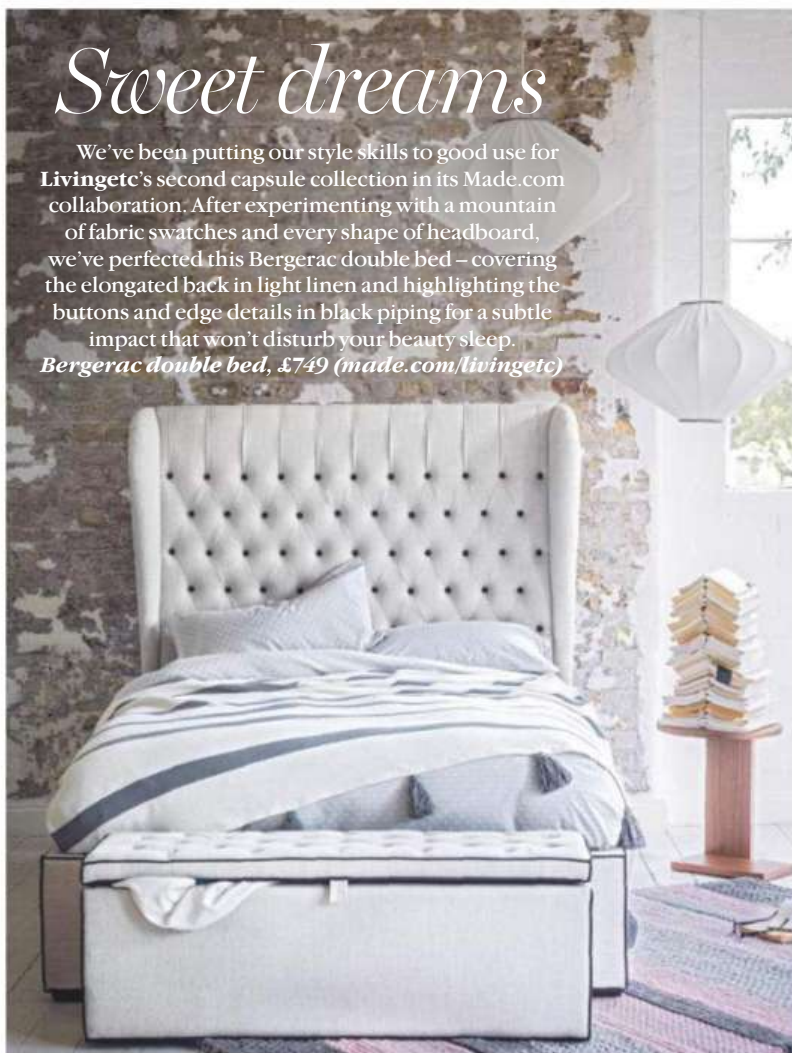 Sweet dreams
We've been putting our style skills to good use for
Livingetc's second capsule collection in its Made.com
collaboration. After experimenting with a mountain
of fabric swatches and every shape of headboard,
we've perfected this Bergerac double bed – covering
the elongated back in light linen and highlighting the
buttons and edge details in black piping for a subtle
impact that won't disturb your beauty sleep.
Bergerac double bed, £749 (made.com/livingetc)